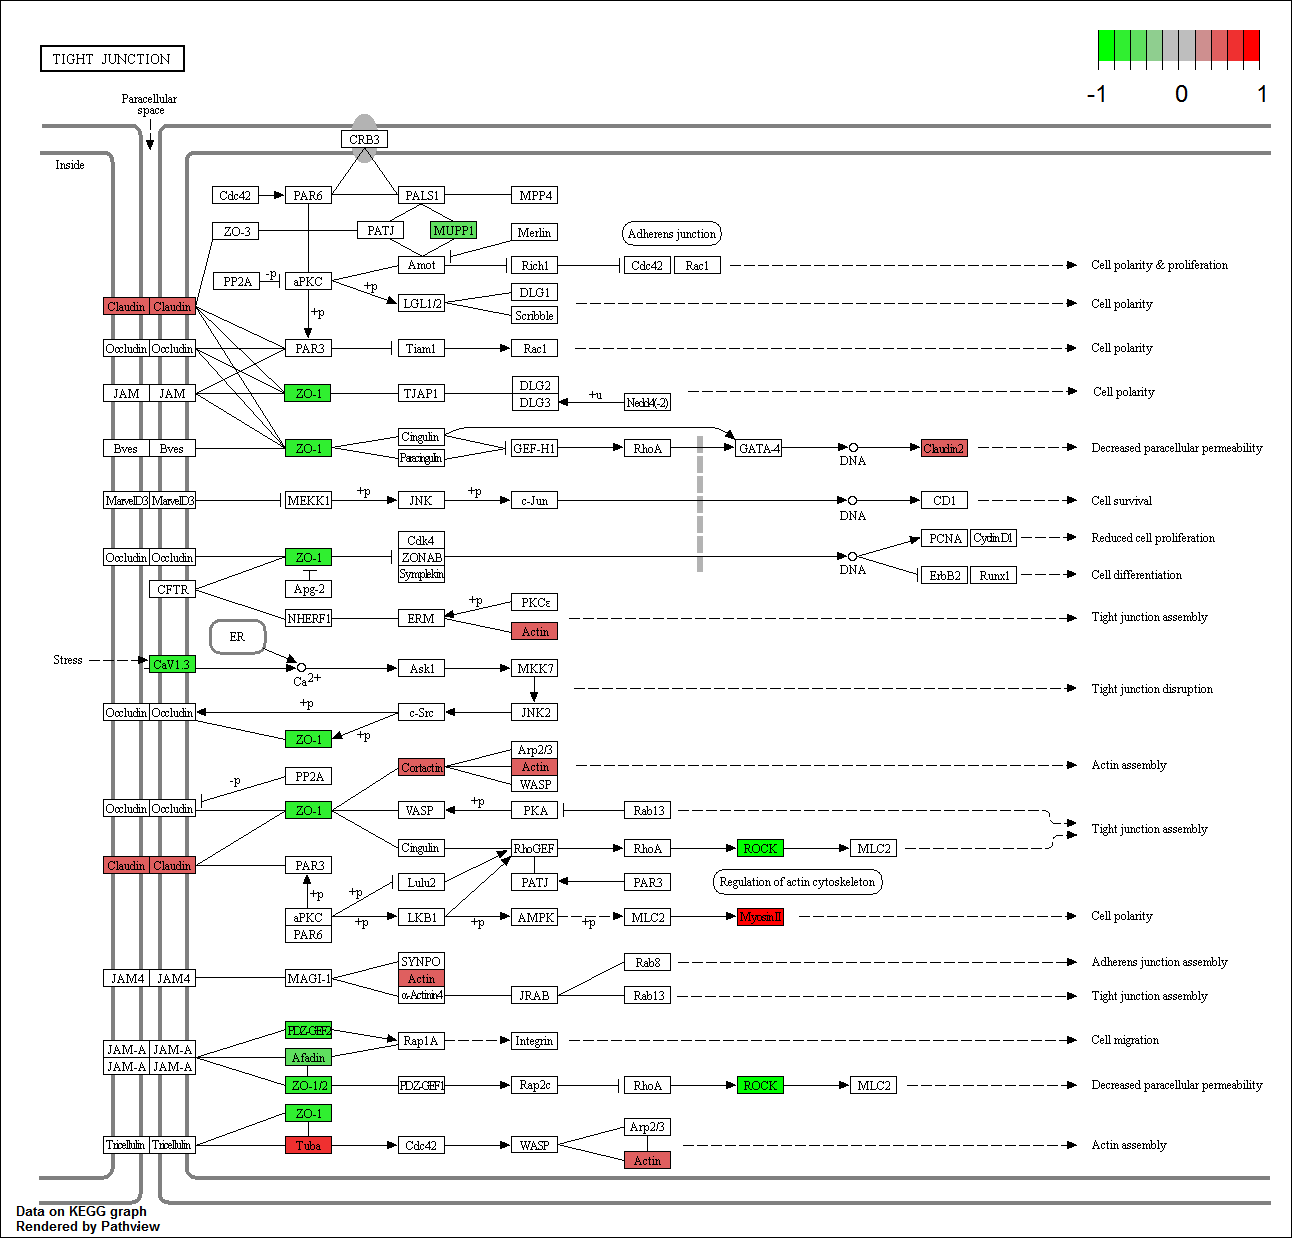 TIGHT JUNCTION
-1 0 1
Paracellular
space
Inside
CRB3
Cdc42 PAR6 PALS1 MPP4
ZO-3 PATJ MUPP1 Merlin Adherens junction
PP2A -p aPKC Amot Rich1 Cdc42 Rac1 Cell polarity & proliferation
+p
Claudin Claudin +p LGL1/2 DLG1 Cell polarity
Scribble
Occludin Occludin PAR3 Tiam1 Rac1 Cell polarity
JAM JAM ZO-1 TJAP1 DLG2 +u Cell polarity
DLG3 Nedd4(-2)
Bves Bves ZO-1 Cingulin GEF-H1 RhoA GATA-4 DNA Claudin2 Decreased paracellular permeability
Paracingulin
MarvelD3 MarvelD3 MEKK1 +p JNK +p c-Jun DNA CD1 Cell survival
Cdk4 PCNA CyclinD1 Reduced cell proliferation
Occludin Occludin ZO-1 ZONAB DNA
Symplekin ErbB2 Runx1 Cell differentiation
CFTR Apg-2
+p PKCε
NHERF1 ERM Tight junction assembly
Actin
ER
Stress CaV1.3 Ca2+ Ask1 MKK7
Tight junction disruption
Occludin Occludin +p c-Src JNK2
ZO-1 +p
Arp2/3
Cortactin Actin Actin assembly
-p PP2A WASP
Occludin Occludin ZO-1 VASP +p PKA Rab13
Tight junction assembly
Cingulin RhoGEF RhoA ROCK MLC2
Claudin Claudin PAR3
+p +p Lulu2 PATJ PAR3 Regulation of actin cytoskeleton
aPKC +p LKB1 +p AMPK +p MLC2 MyosinII Cell polarity
PAR6
SYNPO Rab8 Adherens junction assembly
JAM4 JAM4 MAGI-1 Actin
α-Actinin4 JRAB Rab13 Tight junction assembly
PDZ-GEF2
JAM-A JAM-A Rap1A Integrin Cell migration
JAM-A JAM-A Afadin
ZO-1/2 PDZ-GEF1 Rap2c RhoA ROCK MLC2 Decreased paracellular permeability
ZO-1
Arp2/3
Tricellulin Tricellulin Tuba Cdc42 WASP Actin assembly
Actin
Data on KEGG graph
Rendered by Pathview